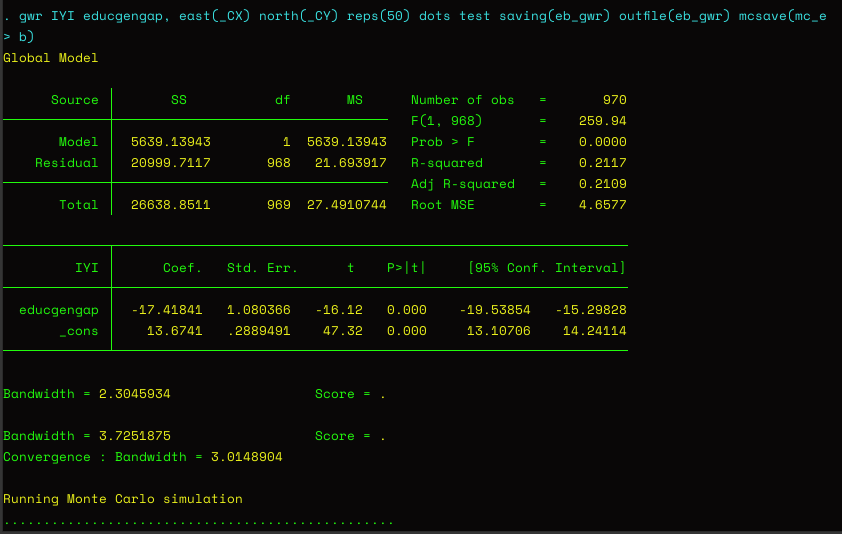 . gwr IYI educgengap, east(_CX) north(_CY) reps(50) dots test saving(eb_gwr) outfile(eb_gwr) mcsave(mc_e
> b)
Global Model
Source SS df MS Number of obs = 970
F(1, 968) = 259.94
Model 5639.13943 1 5639.13943 Prob > F = 0.0000
Residual 20999.7117 968 21.693917 R-squared = 0.2117
Adj R-squared = 0.2109
Total 26638.8511 969 27.4910744 Root MSE = 4.6577
IYI Coef. Std. Err. t P>|t| [95% Conf. Interval]
educgengap -17.41841 1.080366 -16.12 0.000 -19.53854 -15.29828
_cons 13.6741 .2889491 47.32 0.000 13.10706 14.24114
Bandwidth = 2.3045934 Score = .
Bandwidth = 3.7251875 Score = .
Convergence : Bandwidth = 3.0148904
Running Monte Carlo simulation
..................................................